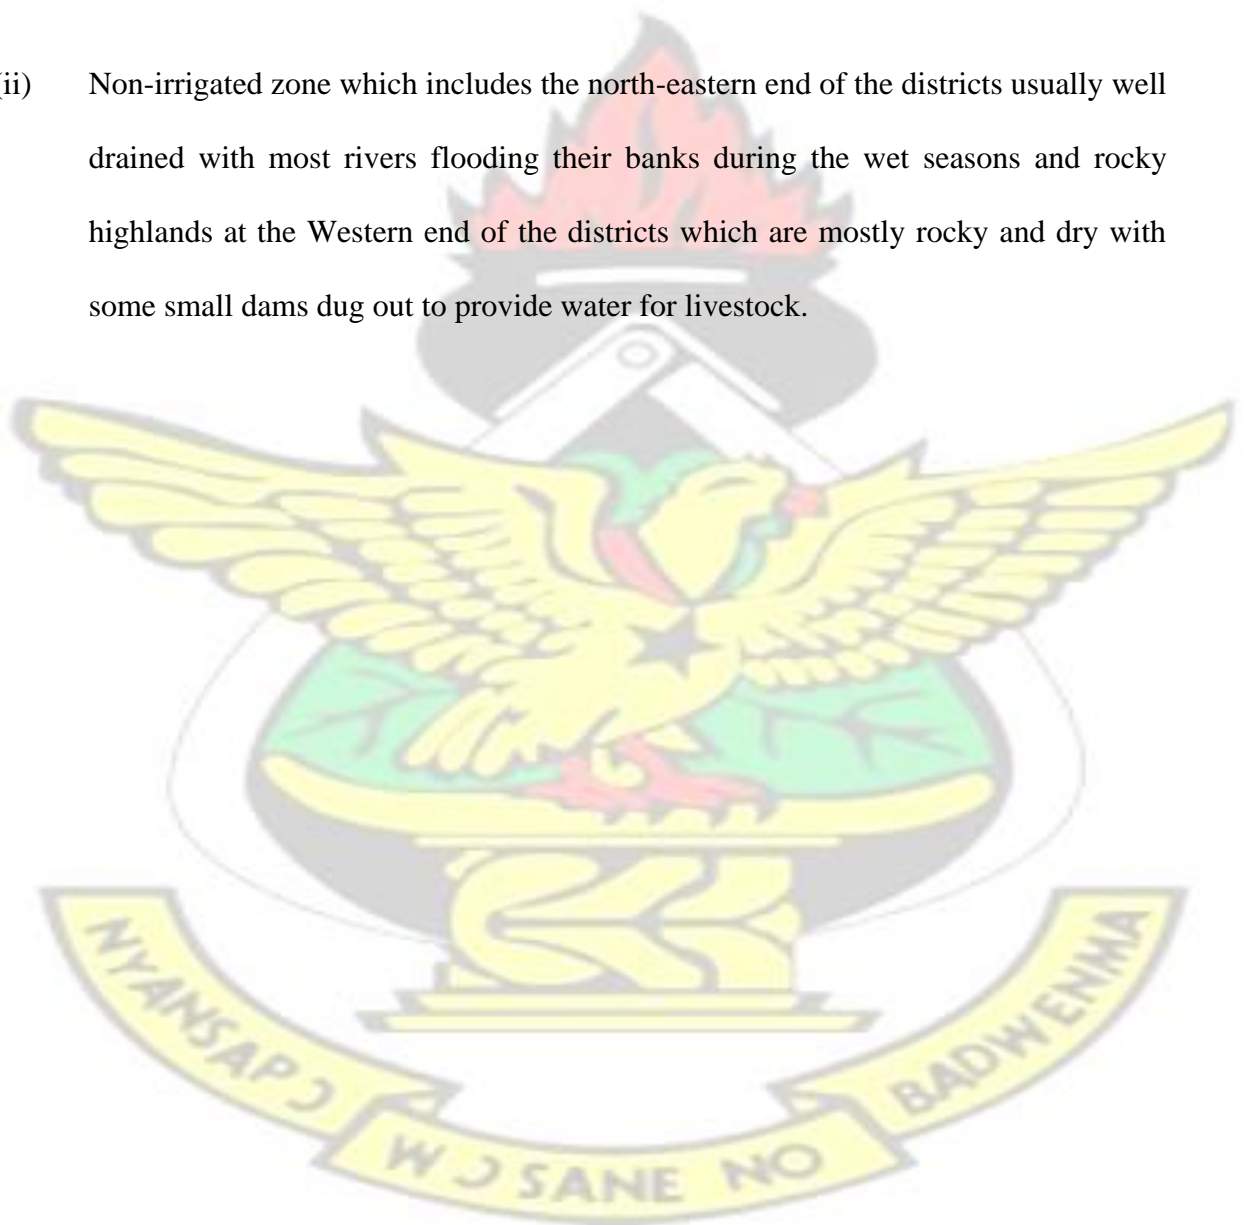 (ii) Non-irrigated zone which includes the north-eastern end of the districts usually well
drained with most rivers flooding their banks during the wet seasons and rocky
highlands at the Western end of the districts which are mostly rocky and dry with
some small dams dug out to provide water for livestock.
NYANSAPƆ
WƆSANE NO
BADWENMA